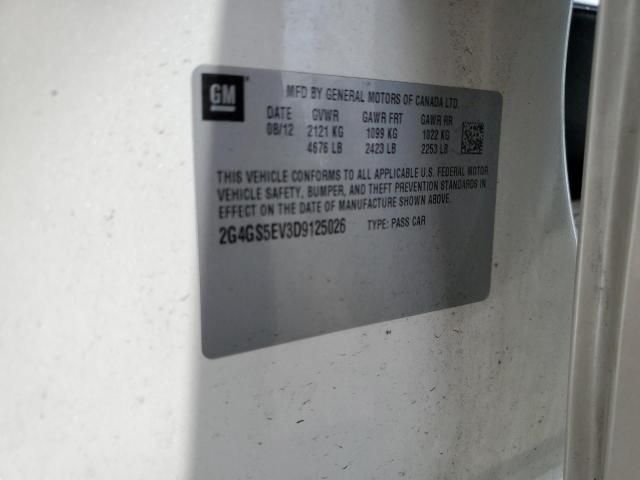 GM
MFD BY GENERAL MOTORS OF CANADA LTD.
DATE GVWR GAWR FRT GAWR RR
08/12 2121 KG 1099 KG 1022 KG
4676 LB 2423 LB 2253 LB
THIS VEHICLE CONFORMS TO ALL APPLICABLE U.S. FEDERAL MOTOR
VEHICLE SAFETY, BUMPER, AND THEFT PREVENTION STANDARDS IN
EFFECT ON THE DATE OF MANUFACTURE SHOWN ABOVE.
2G4GS5EV3D9125026 TYPE: PASS CAR